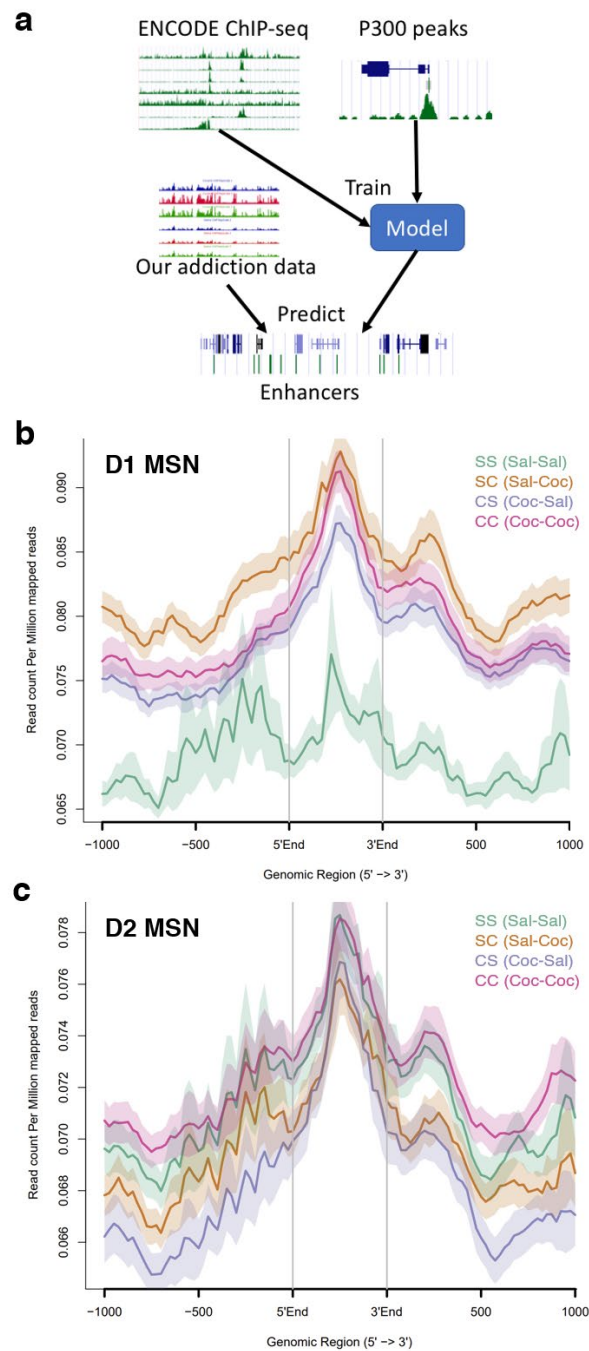 a
ENCODE ChIP-seq
P300 peaks
Train
Model
Our addiction data
Predict
Enhancers
b
D1 MSN
SS (Sal-Sal)
SC (Sal-Coc)
CS (Coc-Sal)
CC (Coc-Coc)
Read count Per Million mapped reads
0.090
0.085
0.080
0.075
0.070
0.065
−1000 −500 5'End 3'End 500 1000
Genomic Region (5' −> 3')
c
D2 MSN
SS (Sal-Sal)
SC (Sal-Coc)
CS (Coc-Sal)
CC (Coc-Coc)
Read count Per Million mapped reads
0.078
0.076
0.074
0.072
0.070
0.068
0.066
−1000 −500 5'End 3'End 500 1000
Genomic Region (5' −> 3')